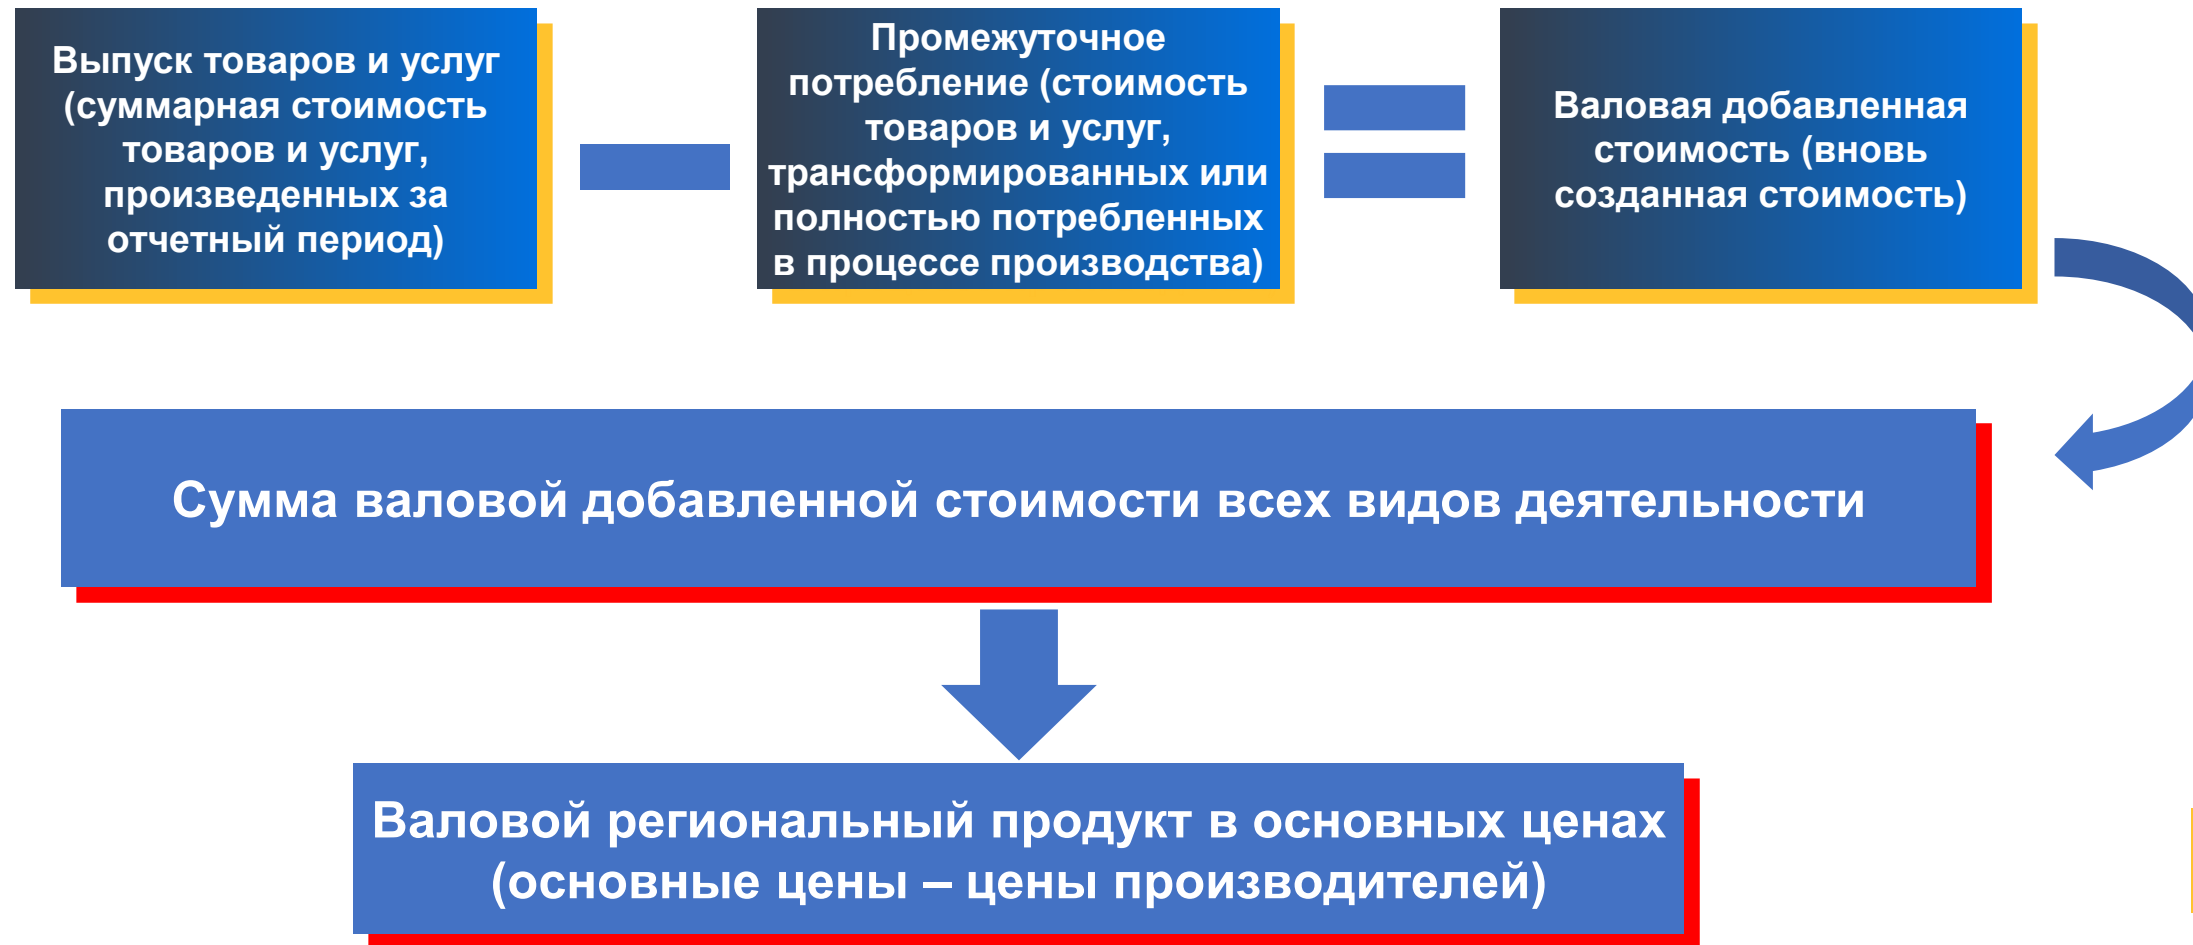 Выпуск товаров и услуг
(суммарная стоимость
товаров и услуг,
произведенных за
отчетный период)
Промежуточное
потребление (стоимость
товаров и услуг,
трансформированных или
полностью потребленных
в процессе производства)
Валовая добавленная
стоимость (вновь
созданная стоимость)
Сумма валовой добавленной стоимости всех видов деятельности
Валовой региональный продукт в основных ценах
(основные цены – цены производителей)